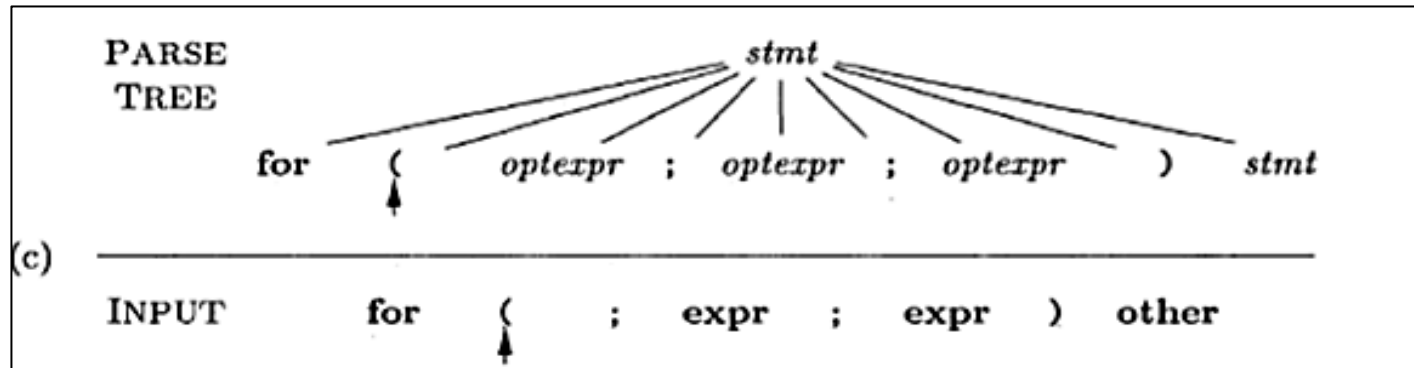 PARSE TREE
stmt
for ( optexpr ; optexpr ; optexpr ) stmt
(c)
INPUT for ( ; expr ; expr ) other